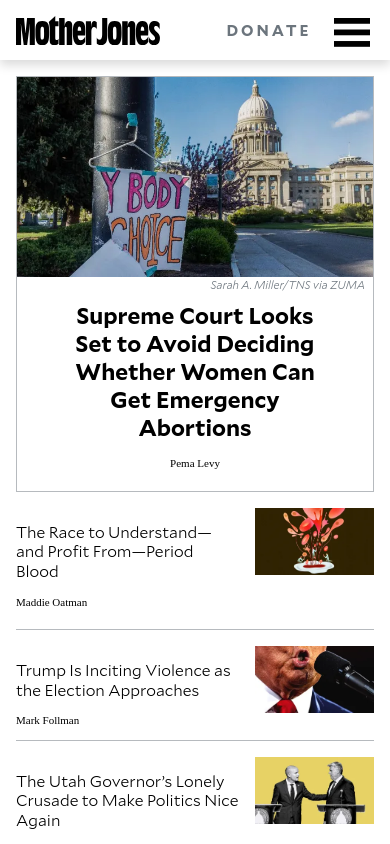 Mother Jones
DONATE
Y BODY
CHOICE
Sarah A. Miller/TNS via ZUMA
Supreme Court Looks
Set to Avoid Deciding
Whether Women Can
Get Emergency
Abortions
Pema Levy
The Race to Understand—
and Profit From—Period
Blood
Maddie Oatman
Trump Is Inciting Violence as
the Election Approaches
Mark Follman
The Utah Governor’s Lonely
Crusade to Make Politics Nice
Again